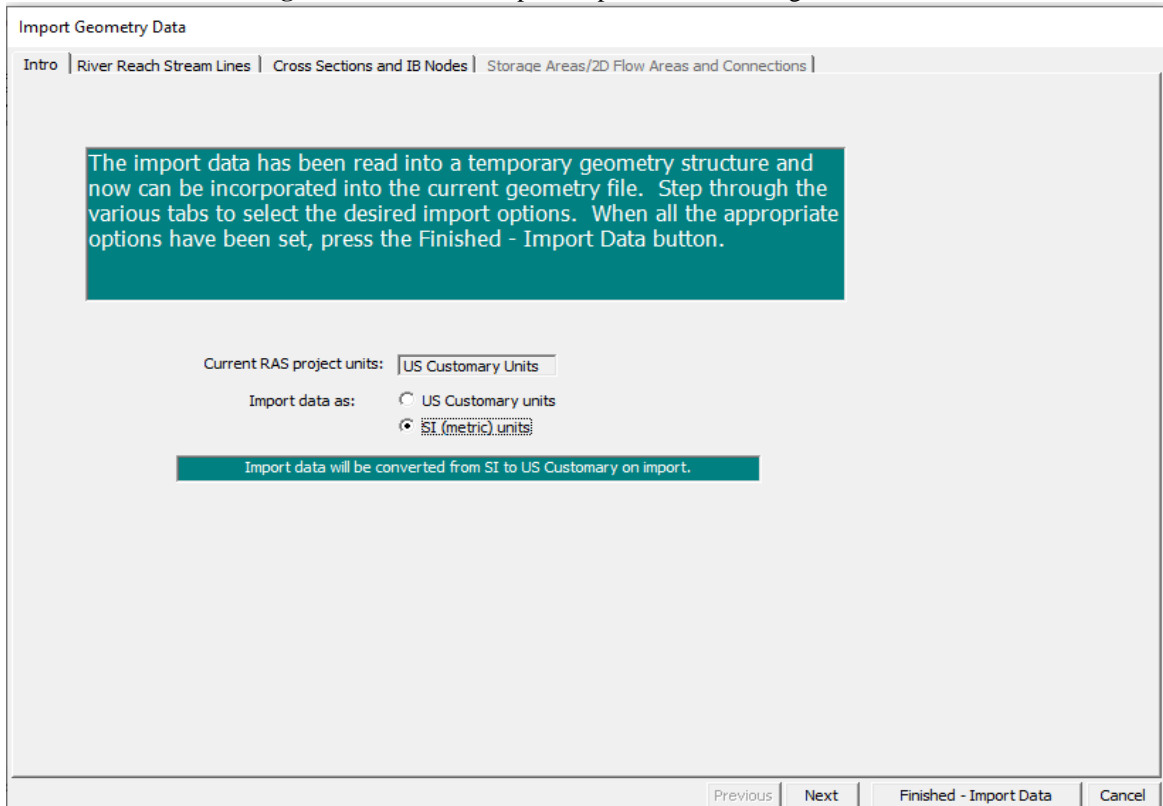 Import Geometry Data
Intro River Reach Stream Lines Cross Sections and IB Nodes Storage Areas/2D Flow Areas and Connections
The import data has been read into a temporary geometry structure and
now can be incorporated into the current geometry file. Step through the
various tabs to select the desired import options. When all the appropriate
options have been set, press the Finished - Import Data button.
Current RAS project units: US Customary Units
Import data as: US Customary units
SI (metric) units
Import data will be converted from SI to US Customary on import.
Previous Next Finished - Import Data Cancel